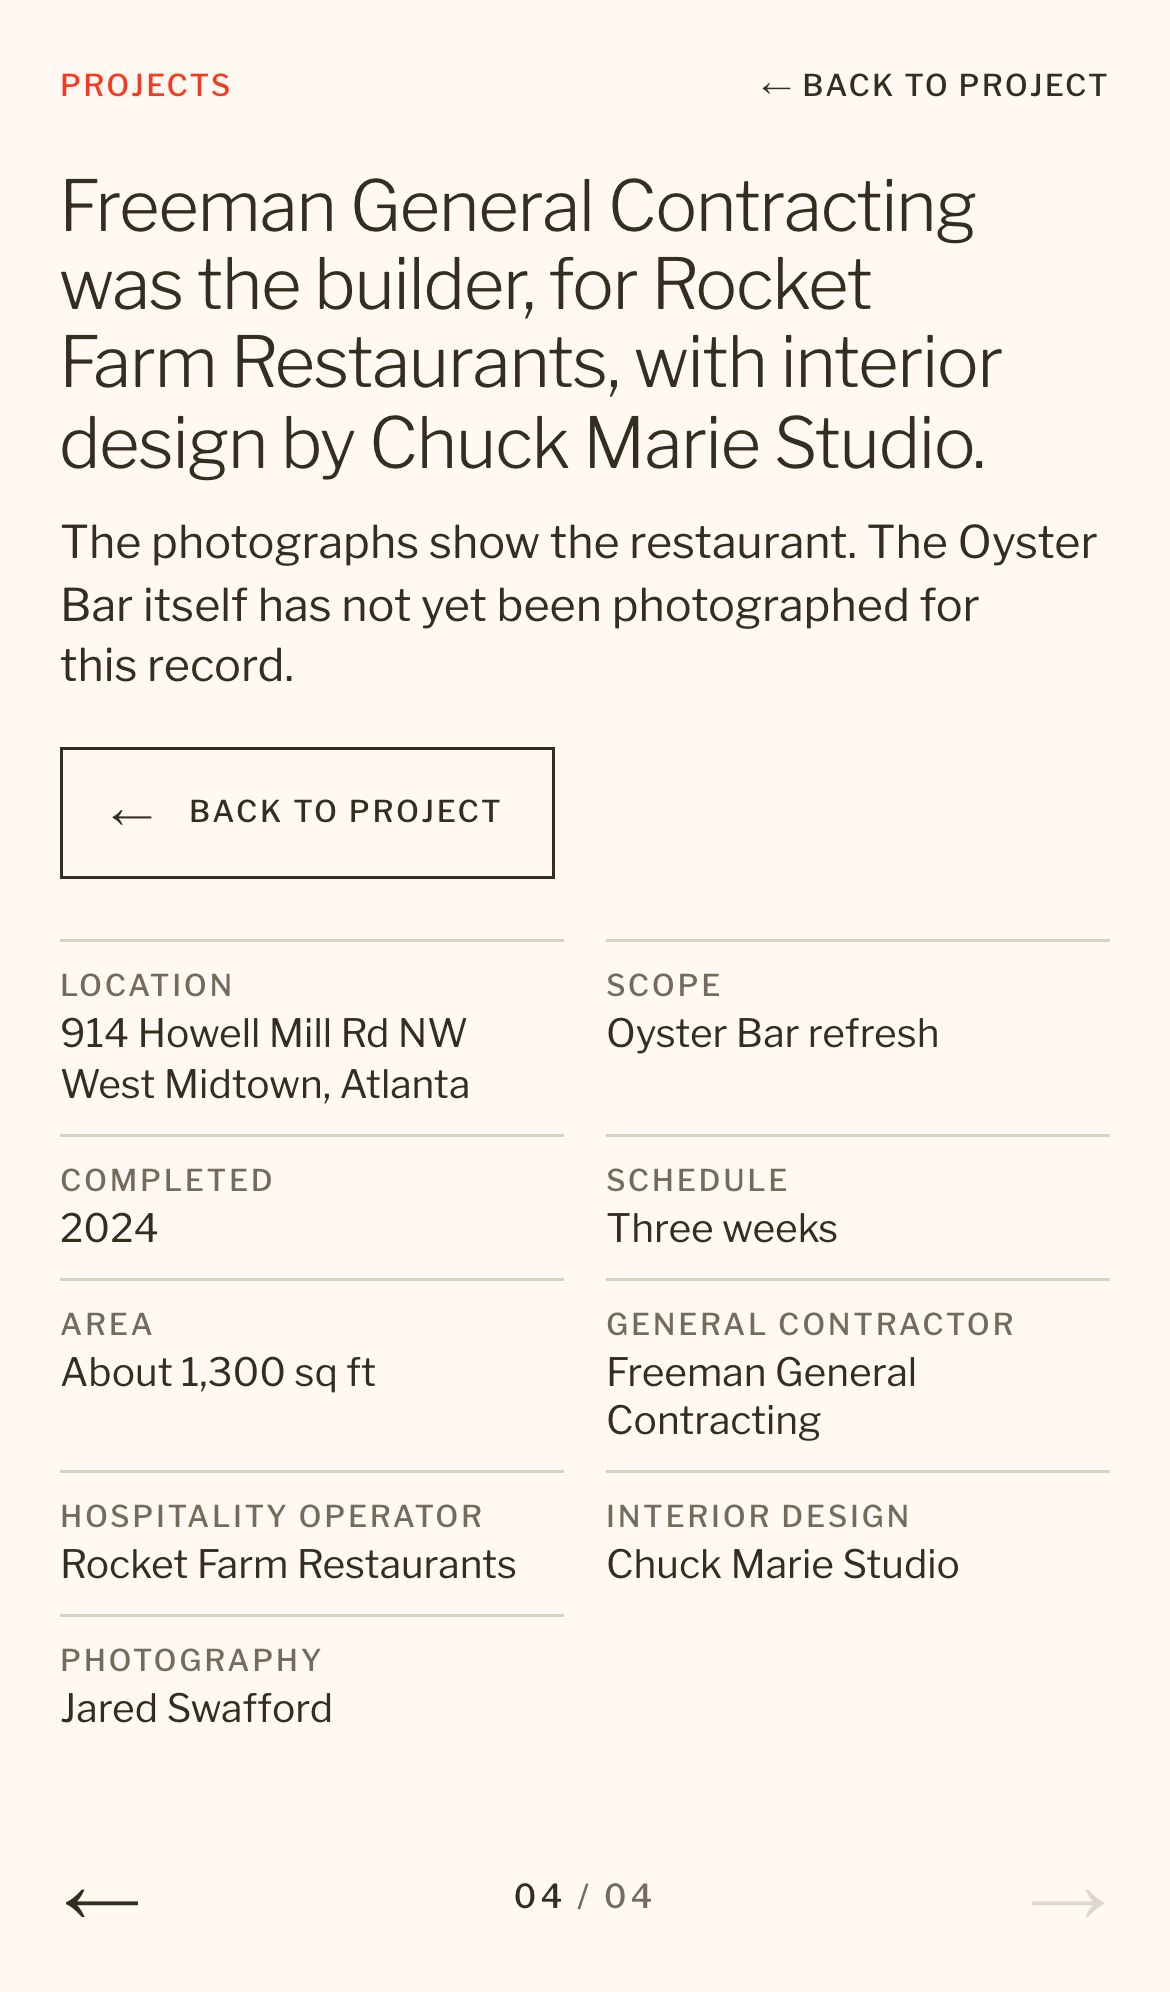 PROJECTS
← BACK TO PROJECT
Freeman General Contracting
was the builder, for Rocket
Farm Restaurants, with interior
design by Chuck Marie Studio.
The photographs show the restaurant. The Oyster
Bar itself has not yet been photographed for
this record.
← BACK TO PROJECT
LOCATION
914 Howell Mill Rd NW
West Midtown, Atlanta
SCOPE
Oyster Bar refresh
COMPLETED
2024
SCHEDULE
Three weeks
AREA
About 1,300 sq ft
GENERAL CONTRACTOR
Freeman General
Contracting
HOSPITALITY OPERATOR
Rocket Farm Restaurants
INTERIOR DESIGN
Chuck Marie Studio
PHOTOGRAPHY
Jared Swafford
← 04 / 04 →